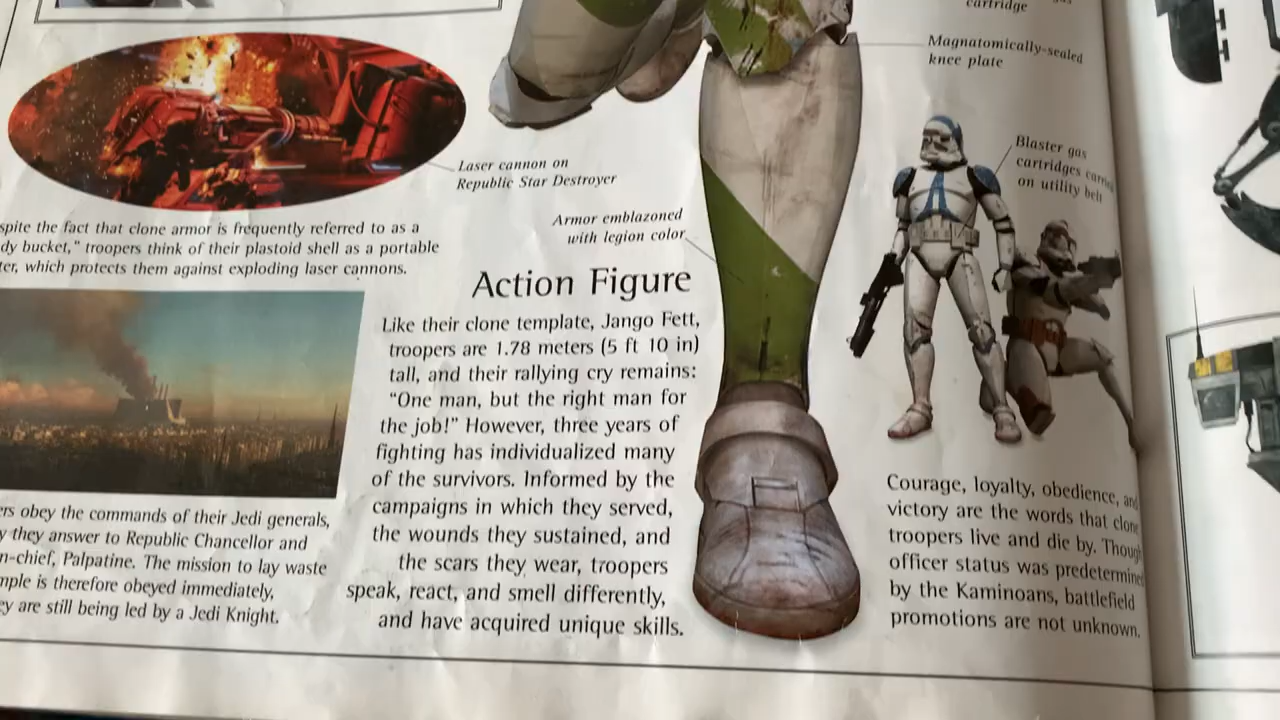 cartridge
Magnatomically-sealed
knee plate
Blaster gas
cartridges
on utility belt
Laser cannon on
Republic Star Destroyer
Armor emblazoned
with legion color
spite the fact that clone armor is frequently referred to as a
dy bucket," troopers think of their plastoid shell as a portable
ter, which protects them against exploding laser cannons.
Action Figure
Like their clone template, Jango Fett,
troopers are 1.78 meters (5 ft 10 in)
tall, and their rallying cry remains:
"One man, but the right man for
the job!" However, three years of
fighting has individualized many
of the survivors. Informed by the
campaigns in which they served,
the wounds they sustained, and
the scars they wear, troopers
speak, react, and smell differently,
and have acquired unique skills.
ers obey the commands of their Jedi generals,
y they answer to Republic Chancellor and
n-chief, Palpatine. The mission to lay waste
mple is therefore obeyed immediately,
ey are still being led by a Jedi Knight.
Courage, loyalty, obedience, and
victory are the words that clone
troopers live and die by. Though
officer status was predetermined
by the Kaminoans, battlefield
promotions are not unknown.